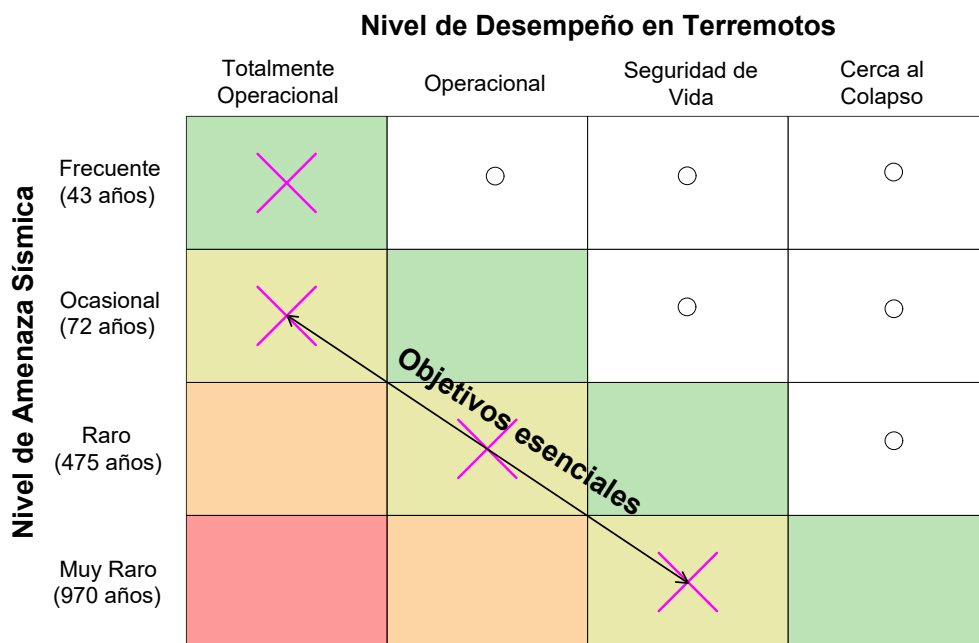 Nivel de Desempeño en Terremotos
Totalmente
Operacional
Operacional
Seguridad de
Vida
Cerca al
Colapso
Nivel de Amenaza Sísmica
Frecuente
(43 años)
Ocasional
(72 años)
Raro
(475 años)
Muy Raro
(970 años)
Objetivos esenciales